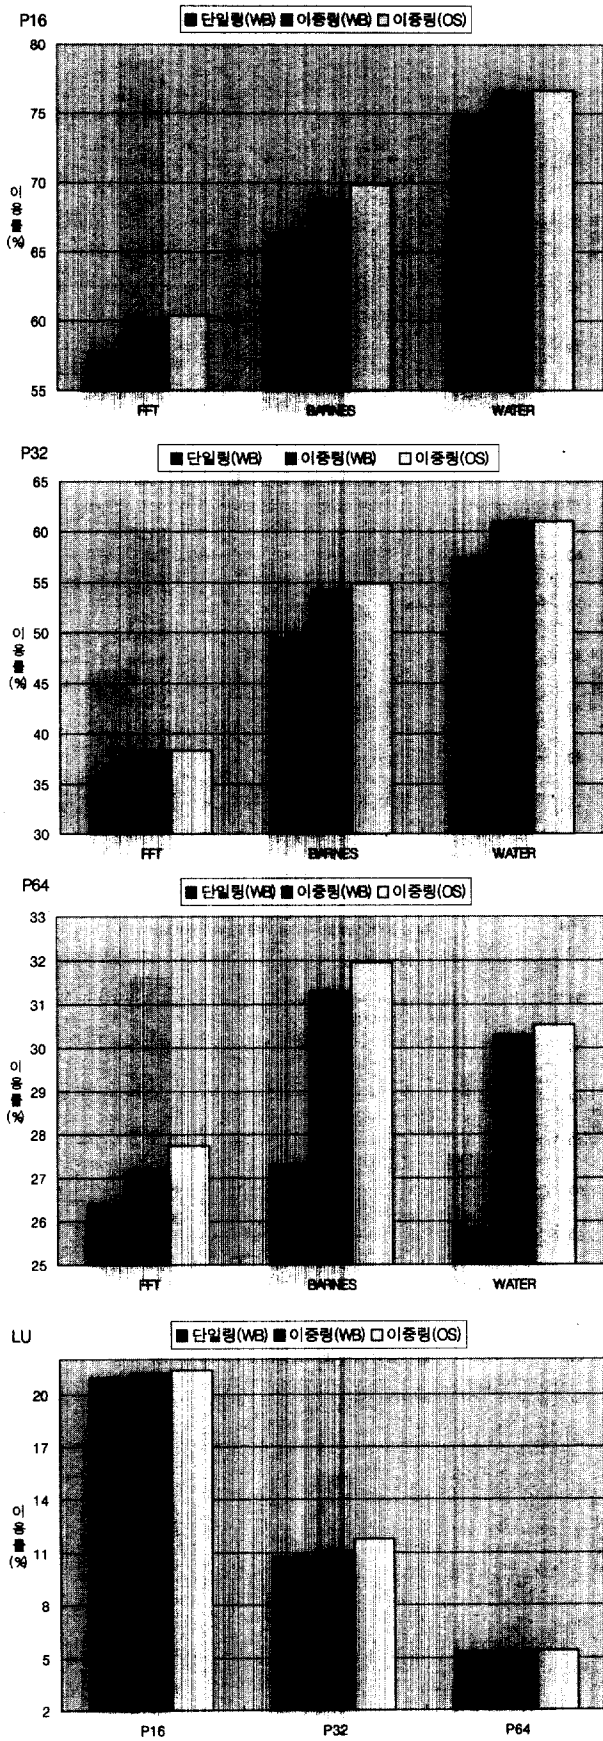 P16
■ 단일링(WB) ■ 이중링(WB) □ 이중링(OS)
80
75
70
65
60
55
이용률(%)
FFT BARNES WATER
P32
■ 단일링(WB) ■ 이중링(WB) □ 이중링(OS)
65
60
55
50
45
40
35
30
이용률(%)
FFT BARNES WATER
P64
■ 단일링(WB) ■ 이중링(WB) □ 이중링(OS)
33
32
31
30
29
28
27
26
25
이용률(%)
FFT BARNES WATER
LU
■ 단일링(WB) ■ 이중링(WB) □ 이중링(OS)
20
17
14
11
8
5
2
이용률(%)
P16 P32 P64